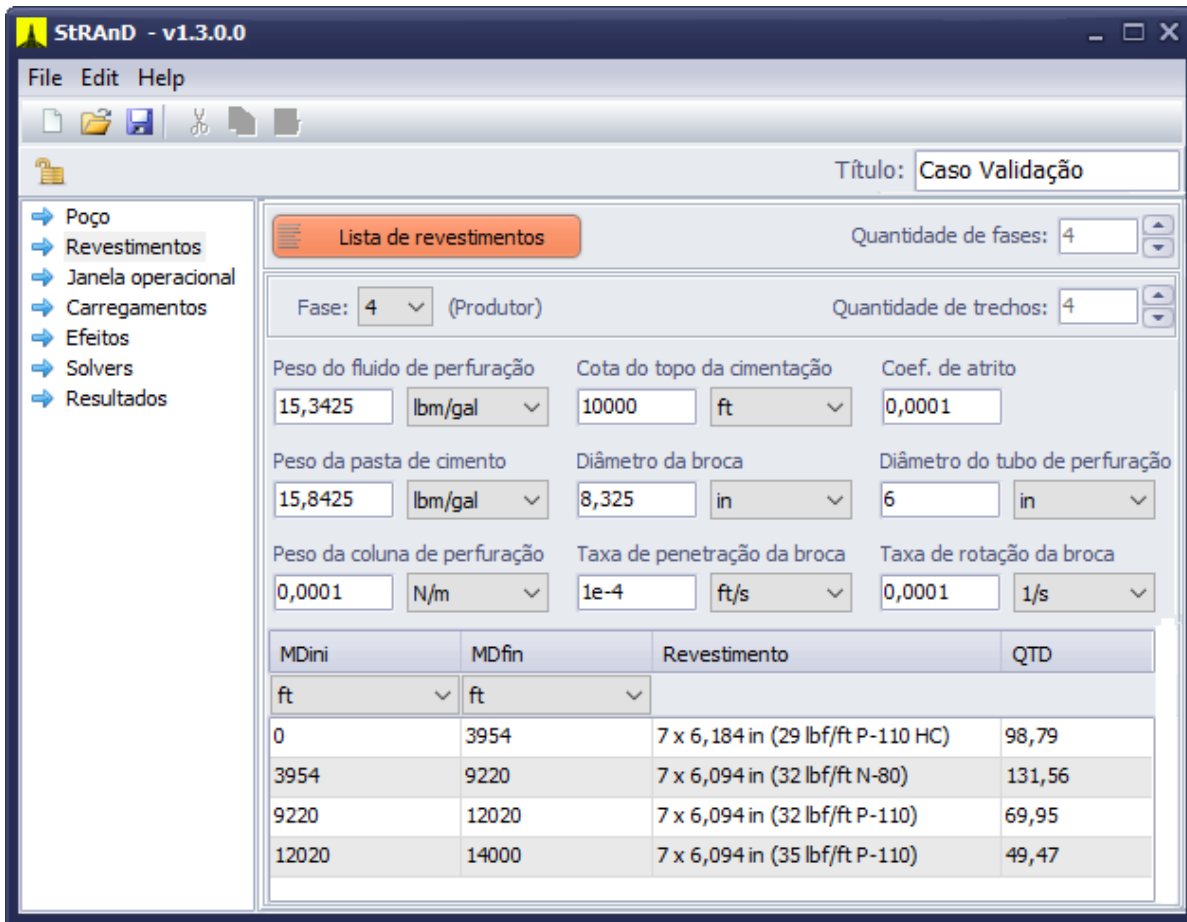 StRAnD - v1.3.0.0
File Edit Help
Título: Caso Validação
Poço
Revestimentos
Janela operacional
Carregamentos
Efeitos
Solvers
Resultados
Lista de revestimentos Quantidade de fases: 4
Fase: 4 (Produtor) Quantidade de trechos: 4
Peso do fluido de perfuração Cota do topo da cimentação Coef. de atrito
15,3425 lbm/gal 10000 ft 0,0001
Peso da pasta de cimento Diâmetro da broca Diâmetro do tubo de perfuração
15,8425 lbm/gal 8,325 in 6 in
Peso da coluna de perfuração Taxa de penetração da broca Taxa de rotação da broca
0,0001 N/m 1e-4 ft/s 0,0001 1/s
MDini MDfin Revestimento QTD
ft ft
0 3954 7 x 6,184 in (29 lbf/ft P-110 HC) 98,79
3954 9220 7 x 6,094 in (32 lbf/ft N-80) 131,56
9220 12020 7 x 6,094 in (32 lbf/ft P-110) 69,95
12020 14000 7 x 6,094 in (35 lbf/ft P-110) 49,47